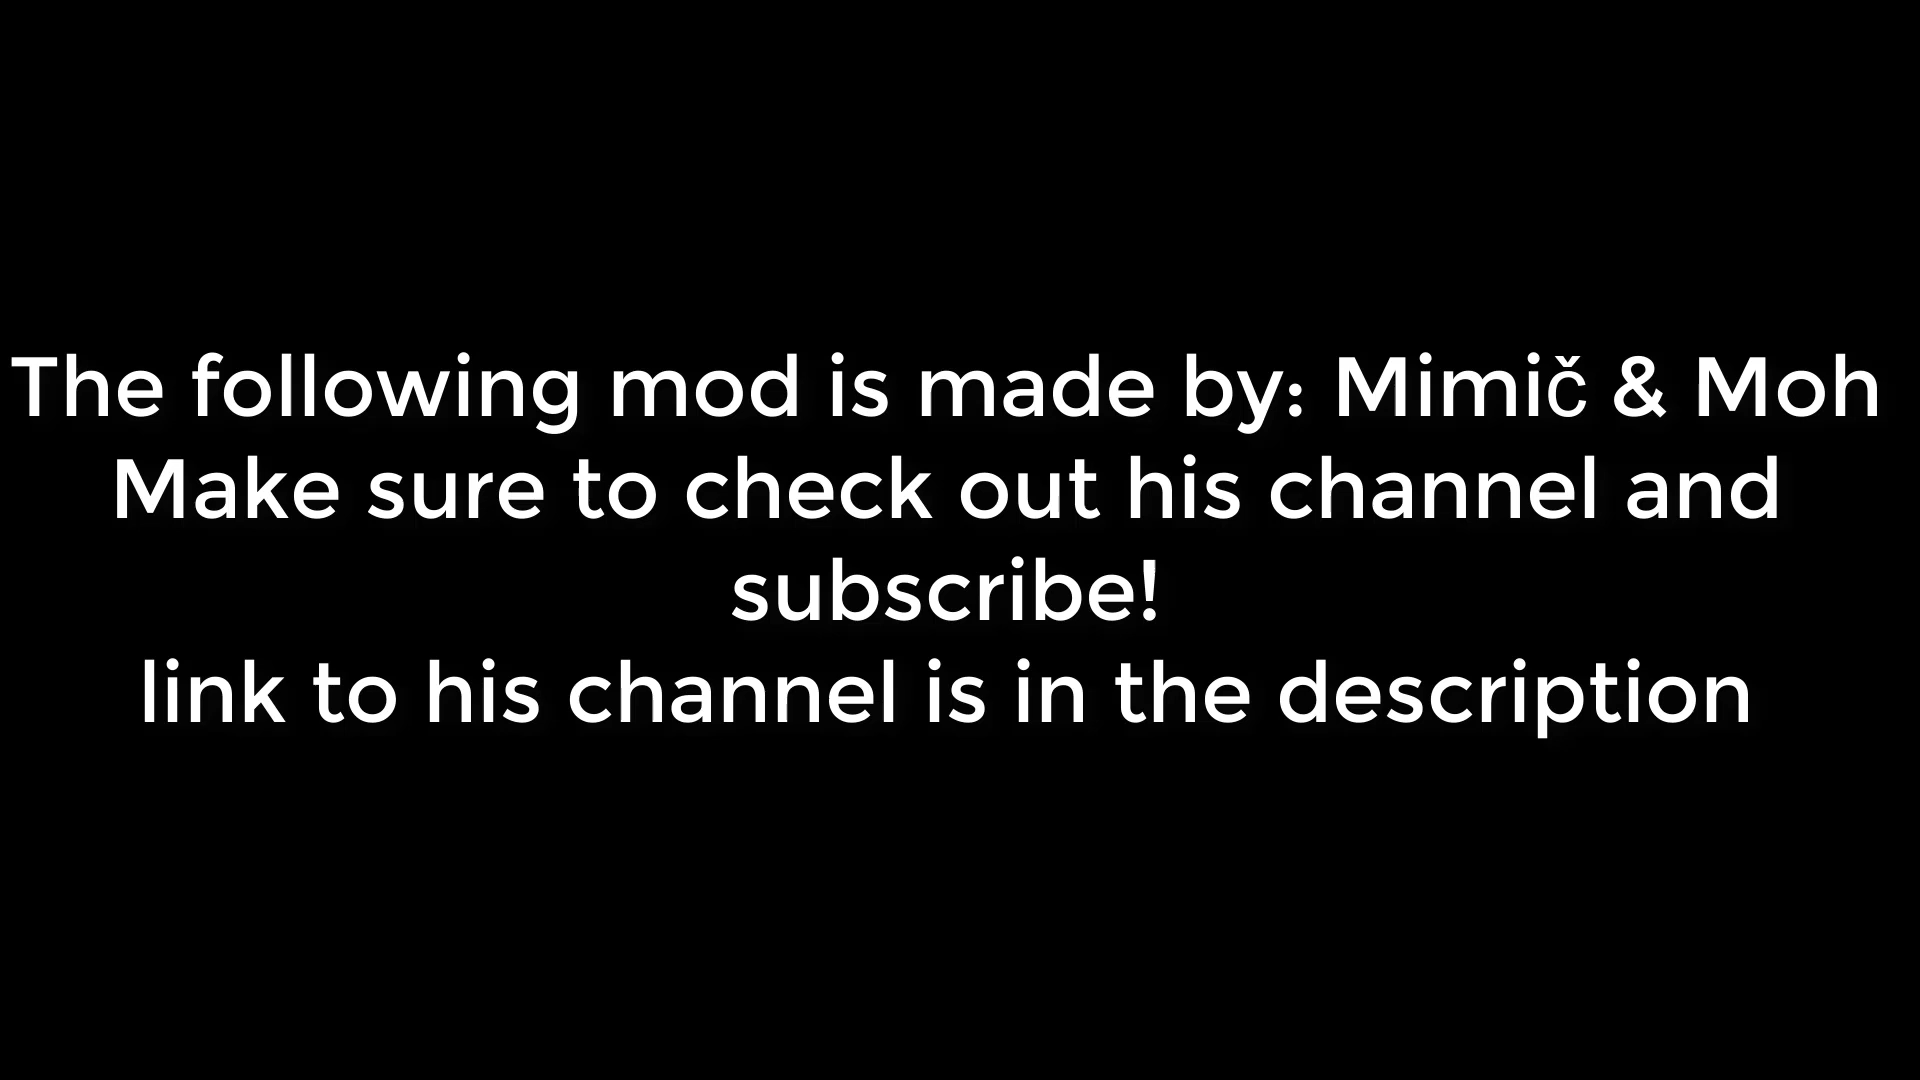 The following mod is made by: Mimič & Moh
Make sure to check out his channel and
subscribe!
link to his channel is in the description